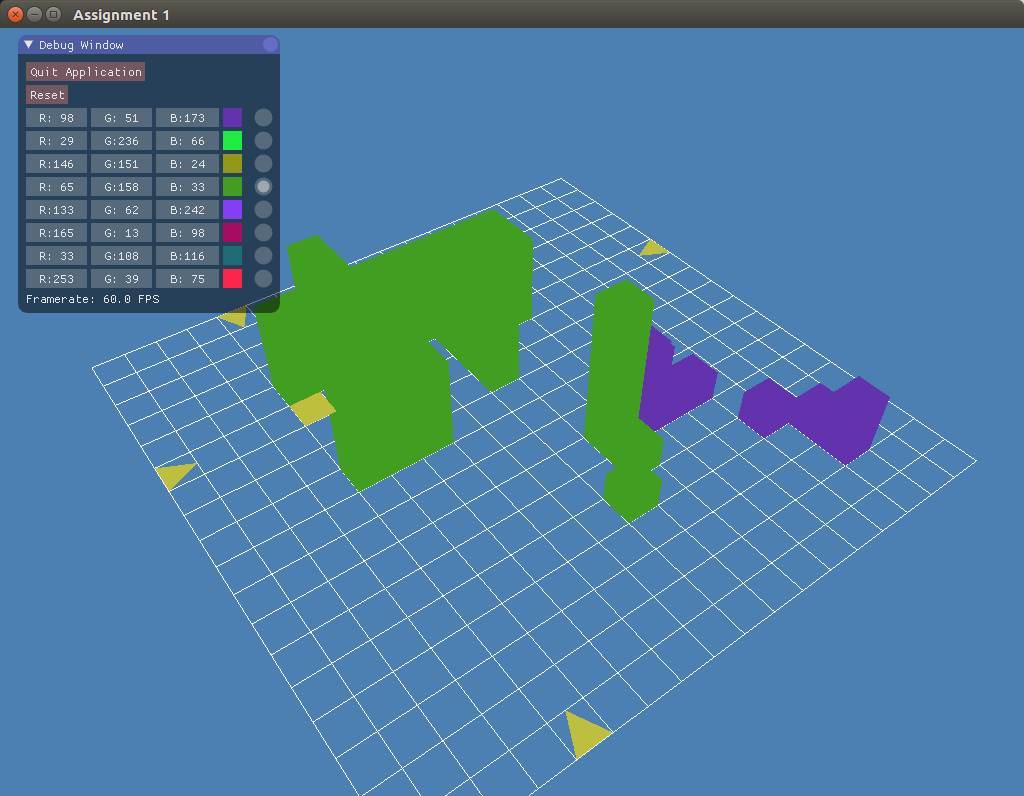 Assignment 1
Debug Window
Quit Application
Reset
R: 98 G: 51 B:173
R: 29 G:236 B: 66
R:146 G:151 B: 24
R: 65 G:158 B: 33
R:133 G: 62 B:242
R:165 G: 13 B: 98
R: 33 G:108 B:116
R:253 G: 39 B: 75
Framerate: 60.0 FPS